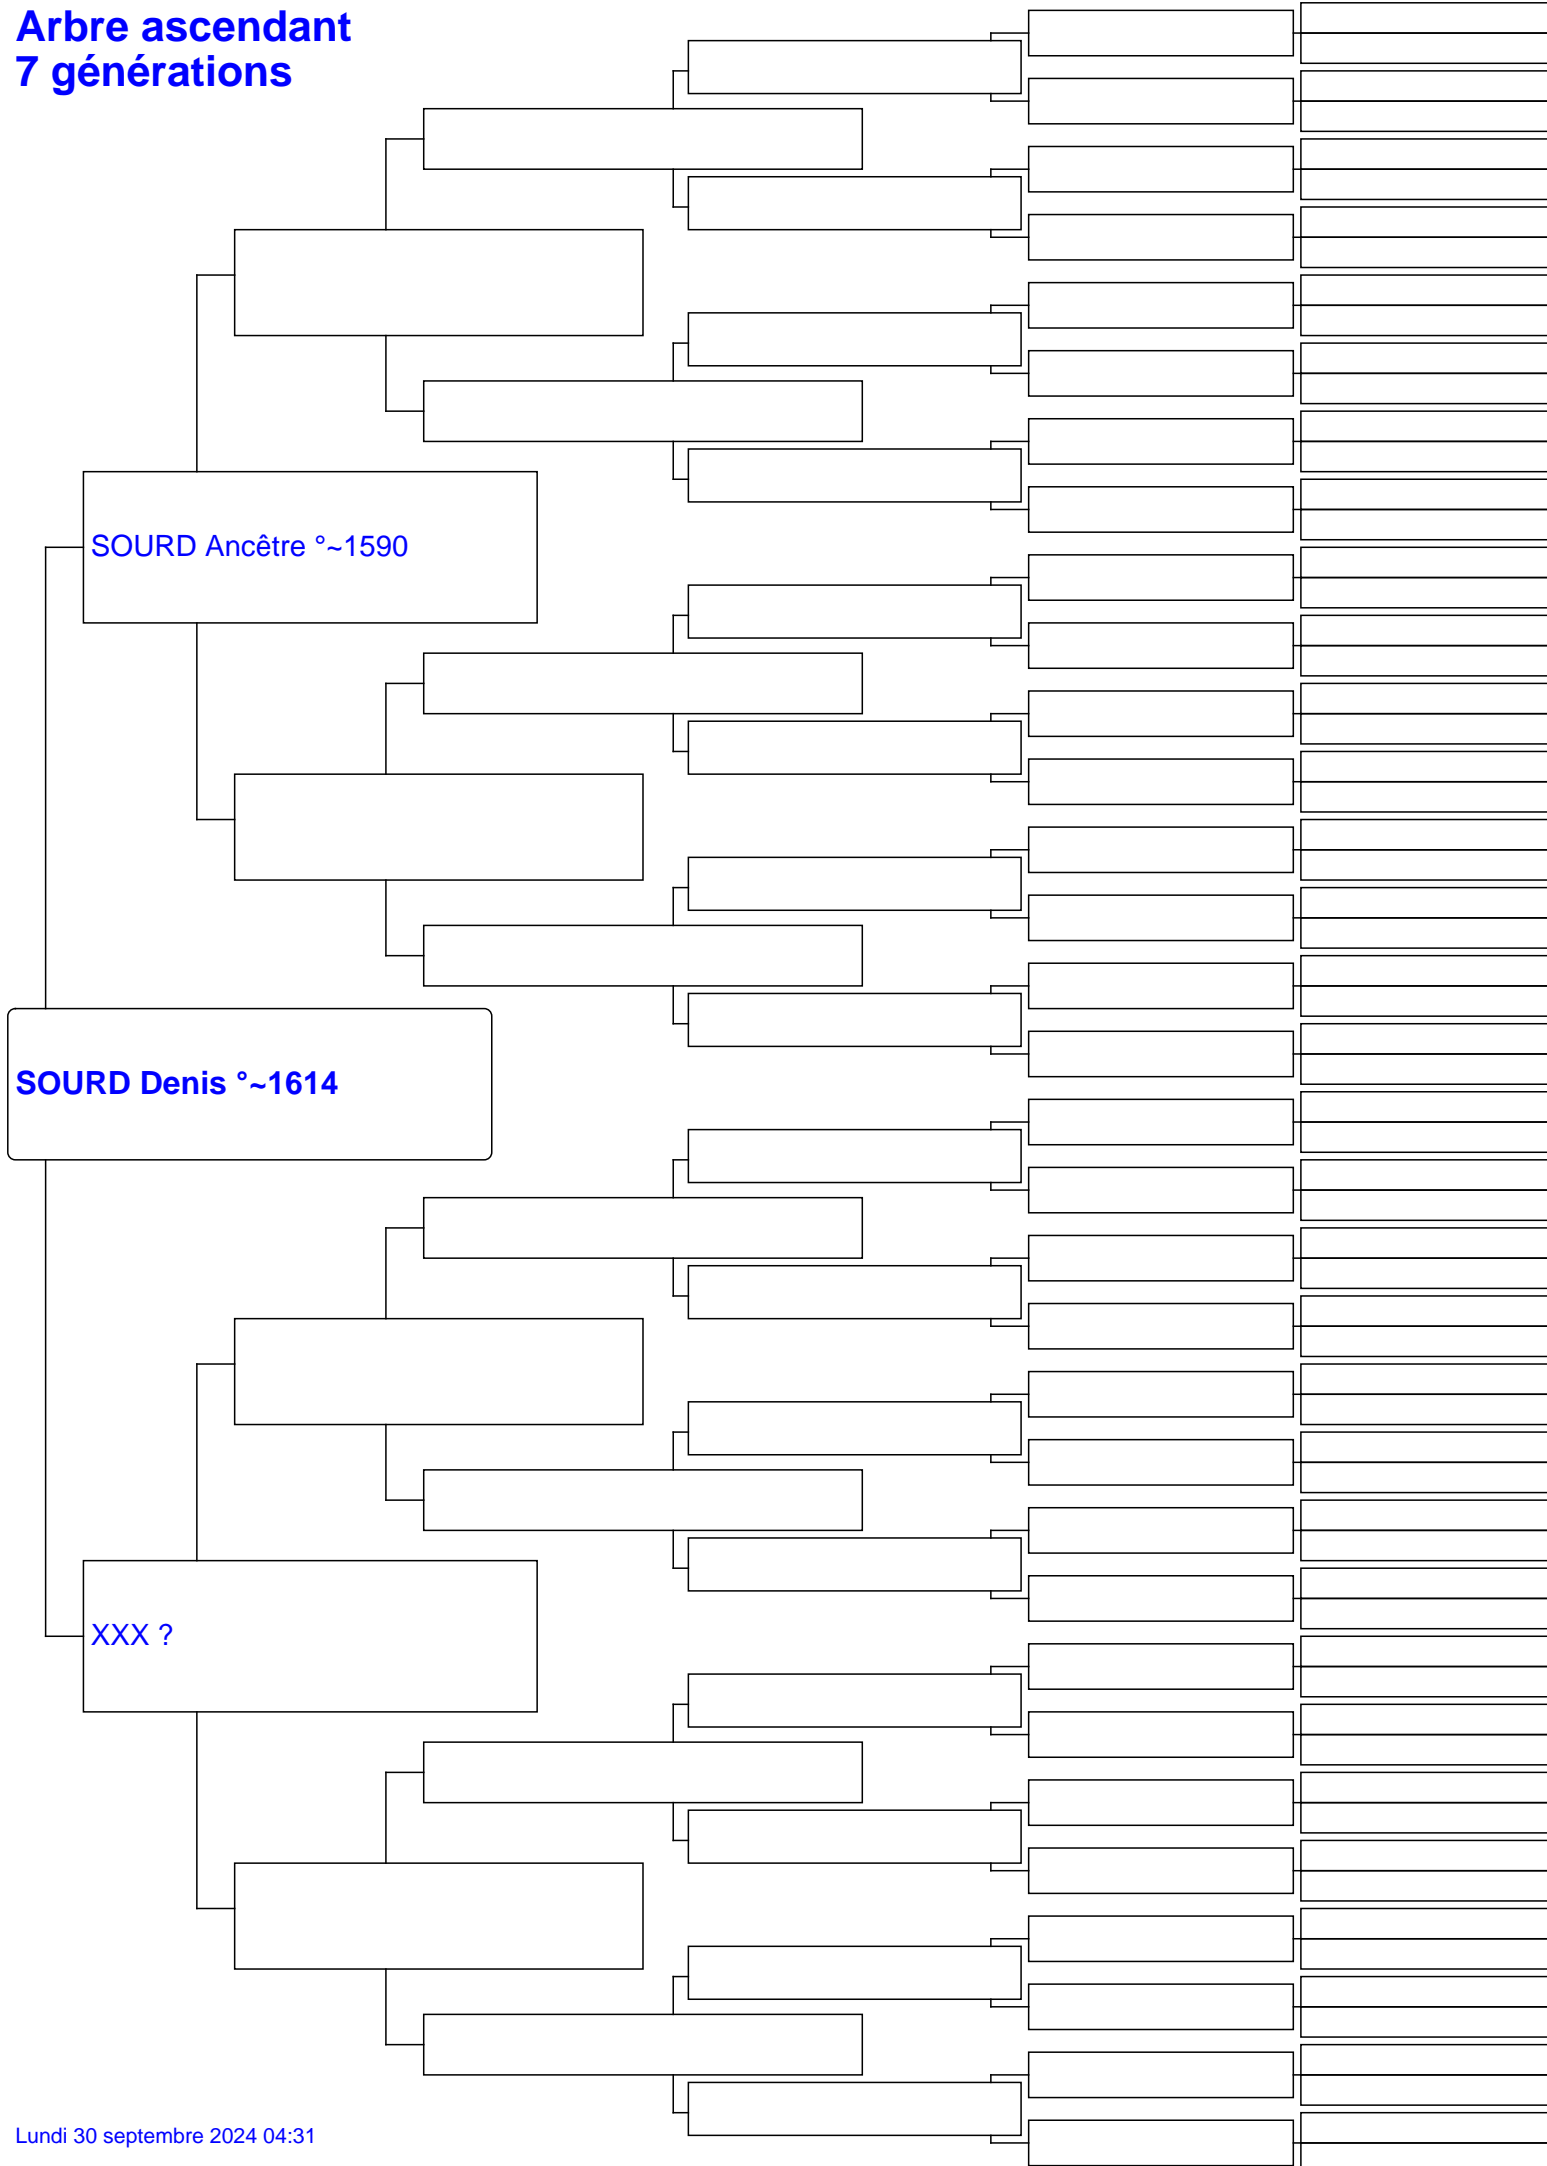 Arbre ascendant
7 générations
SOURD Ancêtre °~1590
SOURD Denis °~1614
XXX ?
Lundi 30 septembre 2024 04:31